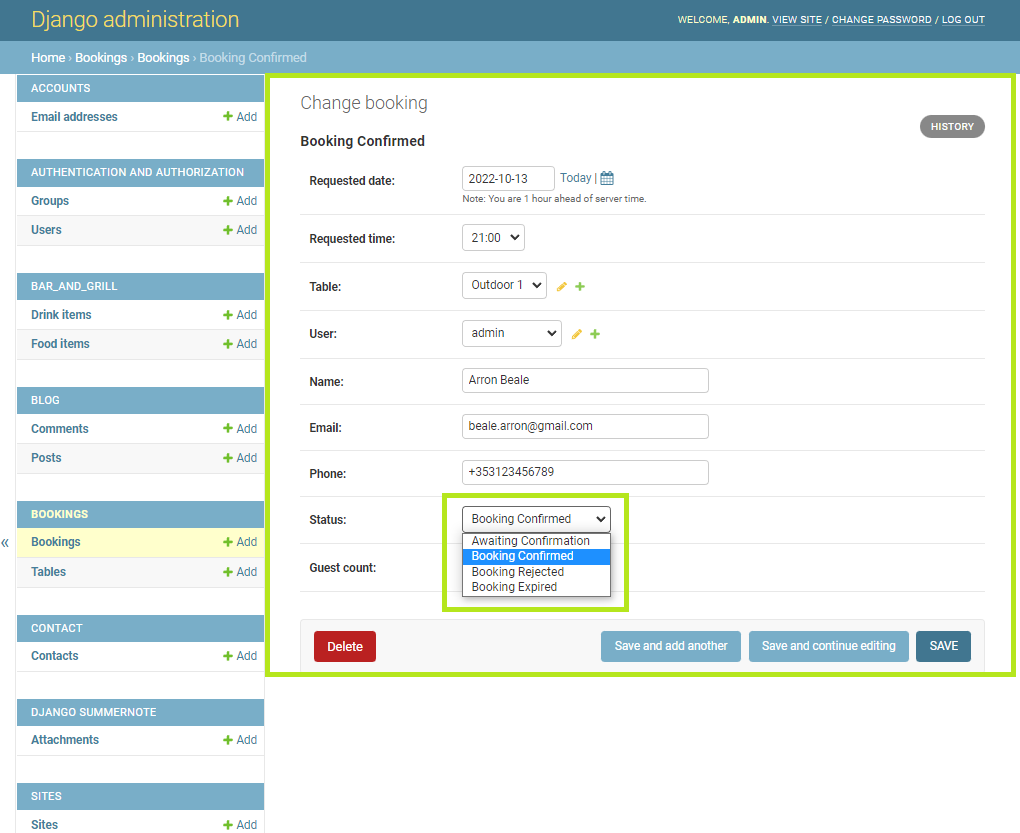 Django administration
WELCOME, ADMIN. VIEW SITE / CHANGE PASSWORD / LOG OUT
Home › Bookings › Bookings › Booking Confirmed
ACCOUNTS
Email addresses + Add
AUTHENTICATION AND AUTHORIZATION
Groups + Add
Users + Add
BAR_AND_GRILL
Drink items + Add
Food items + Add
BLOG
Comments + Add
Posts + Add
BOOKINGS
Bookings + Add
Tables + Add
CONTACT
Contacts + Add
DJANGO SUMMERNOTE
Attachments + Add
SITES
Sites + Add
«
Change booking
HISTORY
Booking Confirmed
Requested date: 2022-10-13 Today |
Note: You are 1 hour ahead of server time.
Requested time: 21:00
Table: Outdoor 1
User: admin
Name: Arron Beale
Email: beale.arron@gmail.com
Phone: +353123456789
Status: Booking Confirmed
Awaiting Confirmation
Booking Confirmed
Booking Rejected
Booking Expired
Guest count:
Delete Save and add another Save and continue editing SAVE